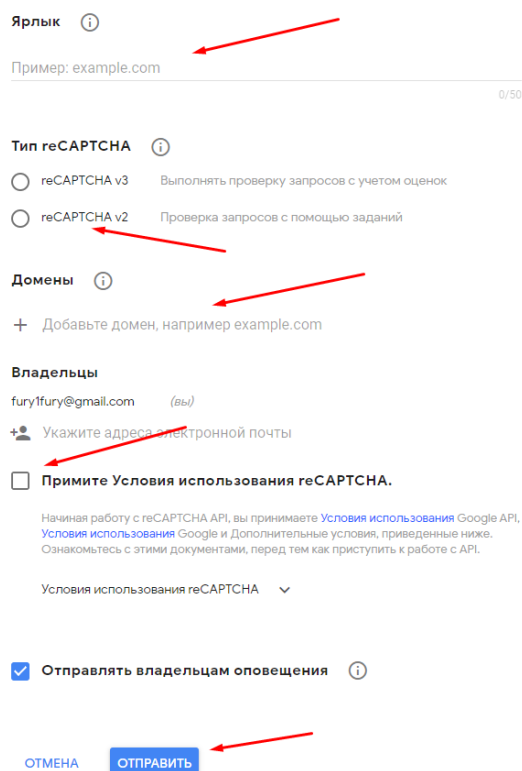 Ярлык
Пример: example.com
0/50
Тип reCAPTCHA
reCAPTCHA v3 Выполнять проверку запросов с учетом оценок
reCAPTCHA v2 Проверка запросов с помощью заданий
Домены
Добавьте домен, например example.com
Владельцы
fury1fury@gmail.com (вы)
Укажите адреса электронной почты
Примите Условия использования reCAPTCHA.
Начиная работу с reCAPTCHA API, вы принимаете Условия использования Google API,
Условия использования Google и Дополнительные условия, приведенные ниже.
Ознакомьтесь с этими документами, перед тем как приступить к работе с API.
Условия использования reCAPTCHA
Отправлять владельцам оповещения
ОТМЕНА ОТПРАВИТЬ